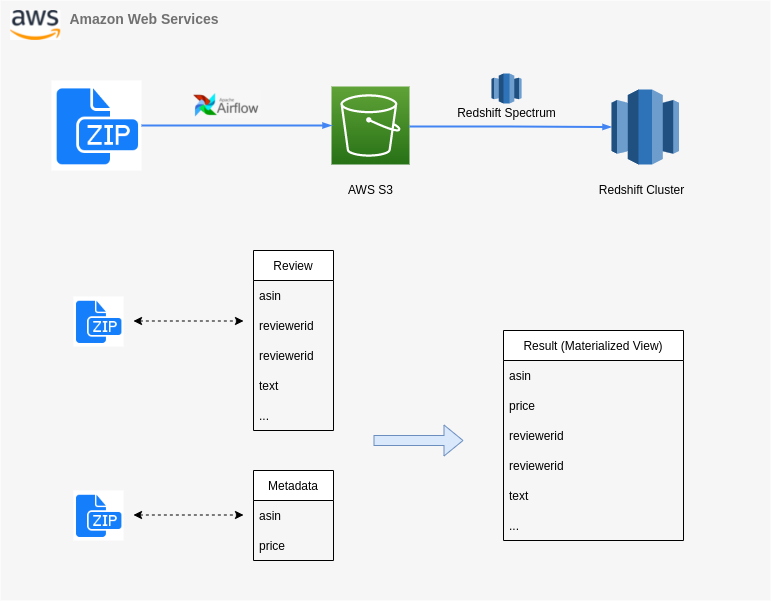 aws
Amazon Web Services
ZIP
Apache
Airflow
Redshift Spectrum
AWS S3
Redshift Cluster
Review
asin
reviewerid
reviewerid
text
...
ZIP
Result (Materialized View)
asin
price
reviewerid
reviewerid
text
...
Metadata
asin
price
ZIP